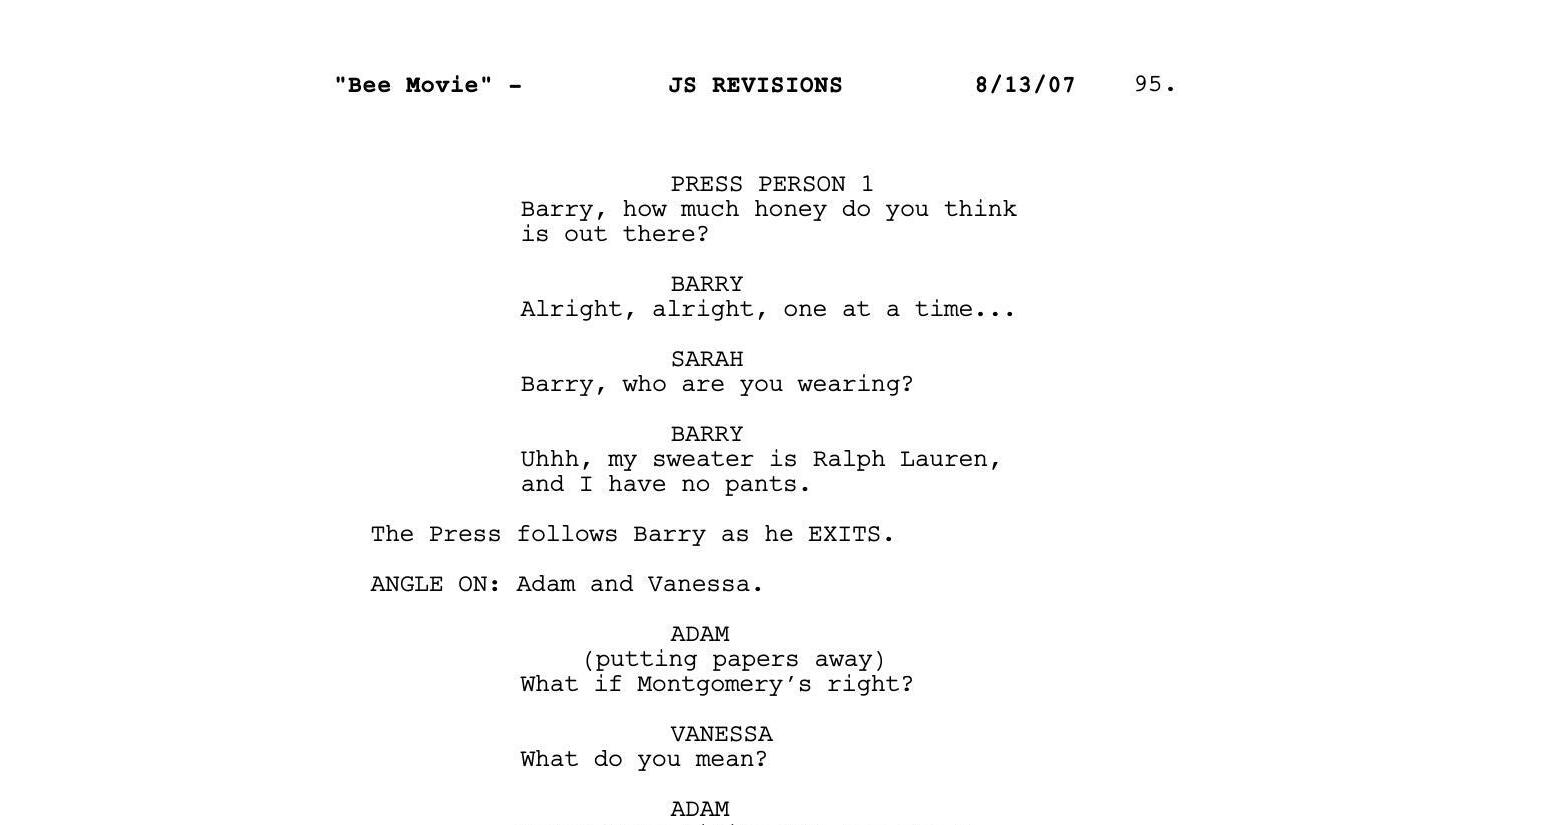 "Bee Movie" - JS REVISIONS 8/13/07 95.
PRESS PERSON 1
Barry, how much honey do you think
is out there?
BARRY
Alright, alright, one at a time...
SARAH
Barry, who are you wearing?
BARRY
Uhhh, my sweater is Ralph Lauren,
and I have no pants.
The Press follows Barry as he EXITS.
ANGLE ON: Adam and Vanessa.
ADAM
(putting papers away)
What if Montgomery’s right?
VANESSA
What do you mean?
ADAM